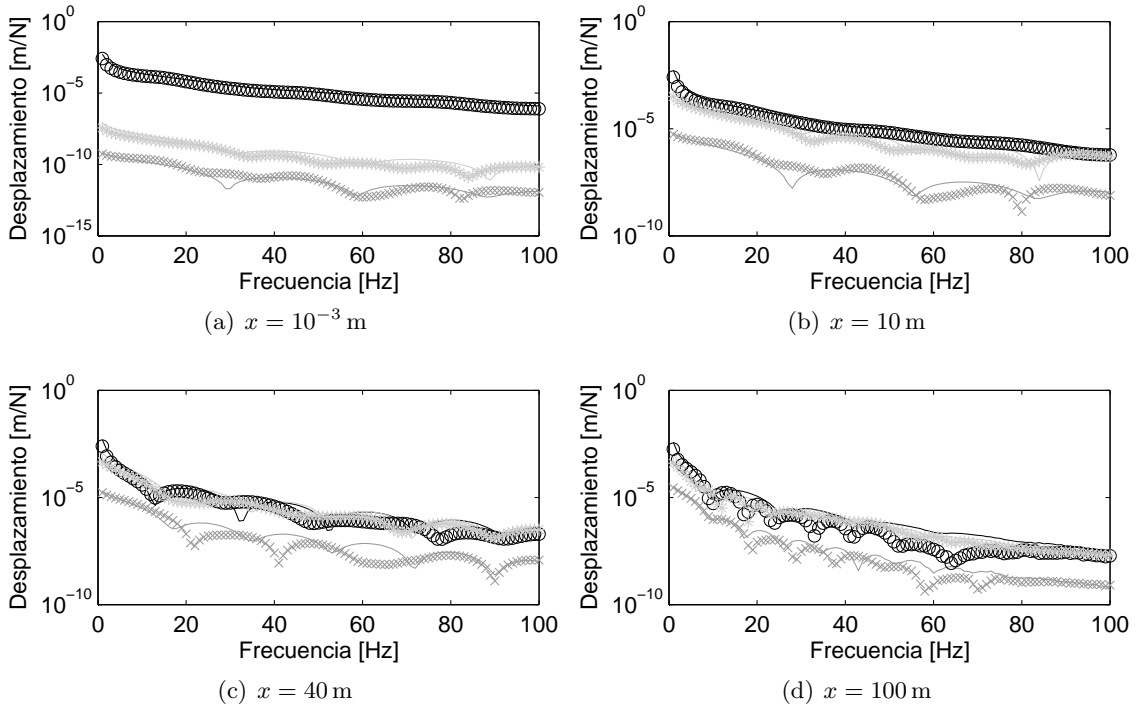 10^0
10^-5
10^-10
10^-15
Desplazamiento [m/N]
0 20 40 60 80 100
Frecuencia [Hz]
(a) x = 10^-3 m
10^0
10^-5
10^-10
Desplazamiento [m/N]
0 20 40 60 80 100
Frecuencia [Hz]
(b) x = 10 m
10^0
10^-5
10^-10
Desplazamiento [m/N]
0 20 40 60 80 100
Frecuencia [Hz]
(c) x = 40 m
10^0
10^-5
10^-10
Desplazamiento [m/N]
0 20 40 60 80 100
Frecuencia [Hz]
(d) x = 100 m